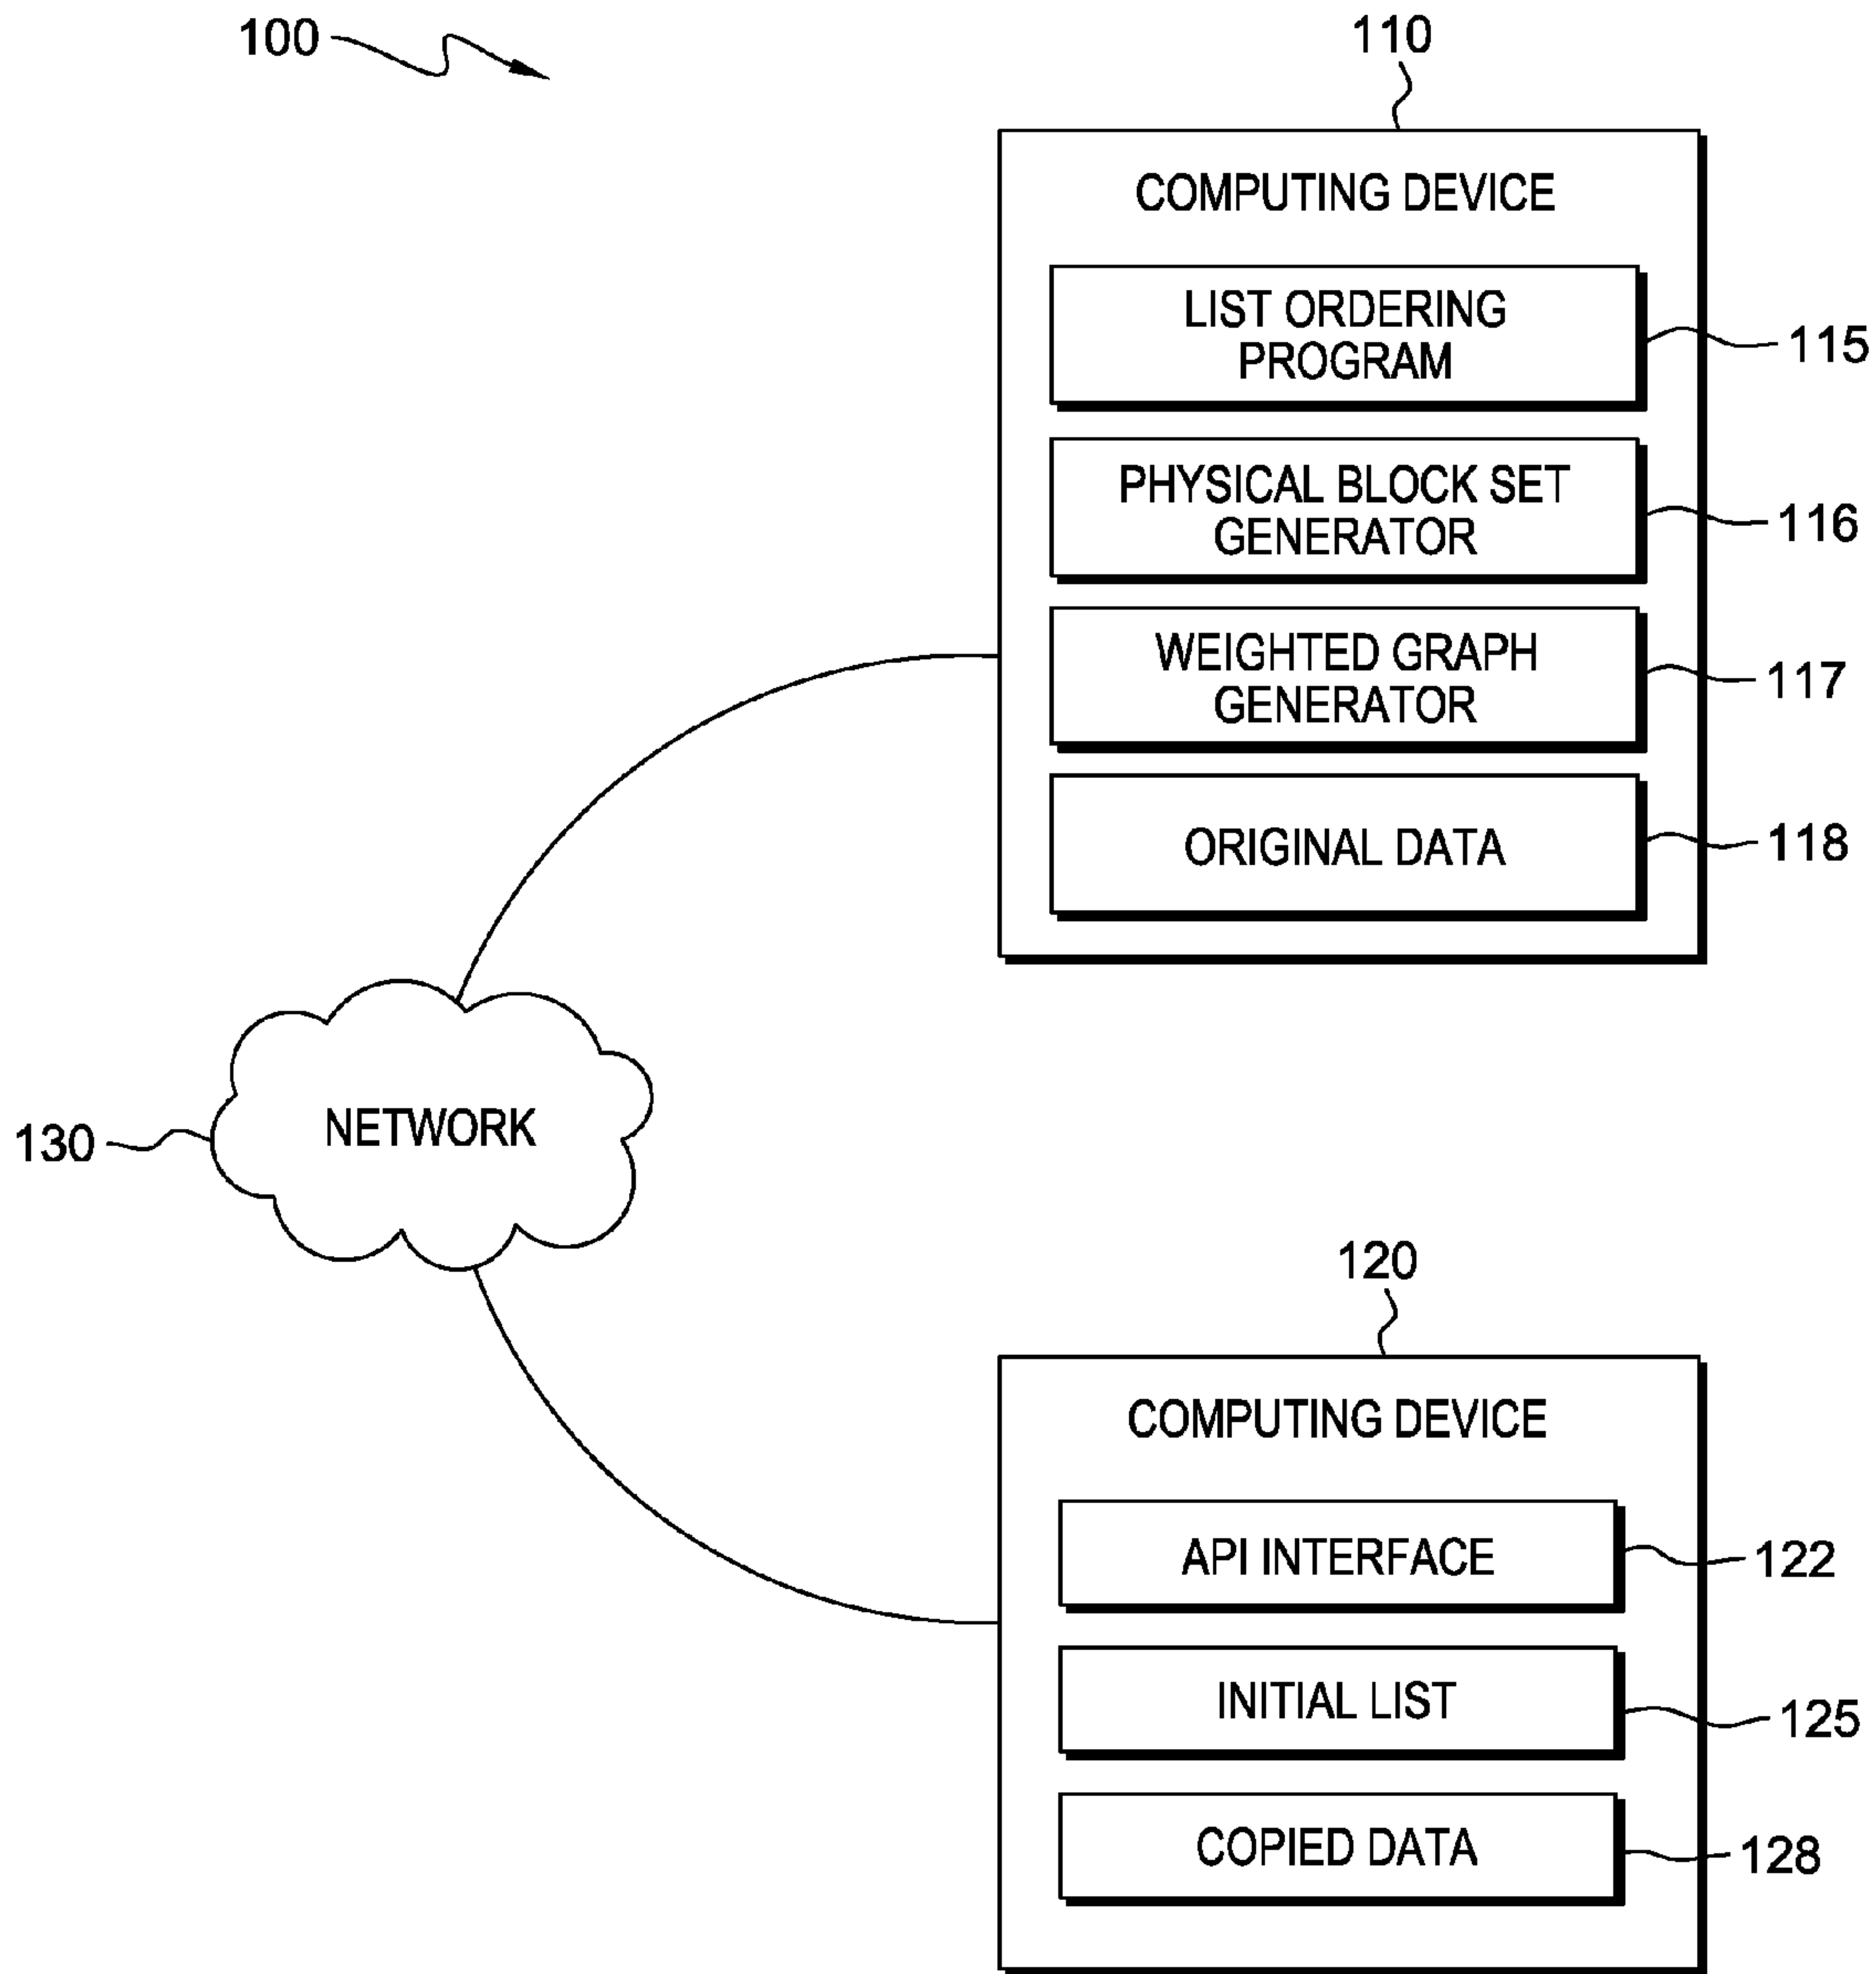 100
110
COMPUTING DEVICE
LIST ORDERING
PROGRAM
115
PHYSICAL BLOCK SET
GENERATOR
116
WEIGHTED GRAPH
GENERATOR
117
ORIGINAL DATA
118
NETWORK
130
120
COMPUTING DEVICE
API INTERFACE
122
INITIAL LIST
125
COPIED DATA
128